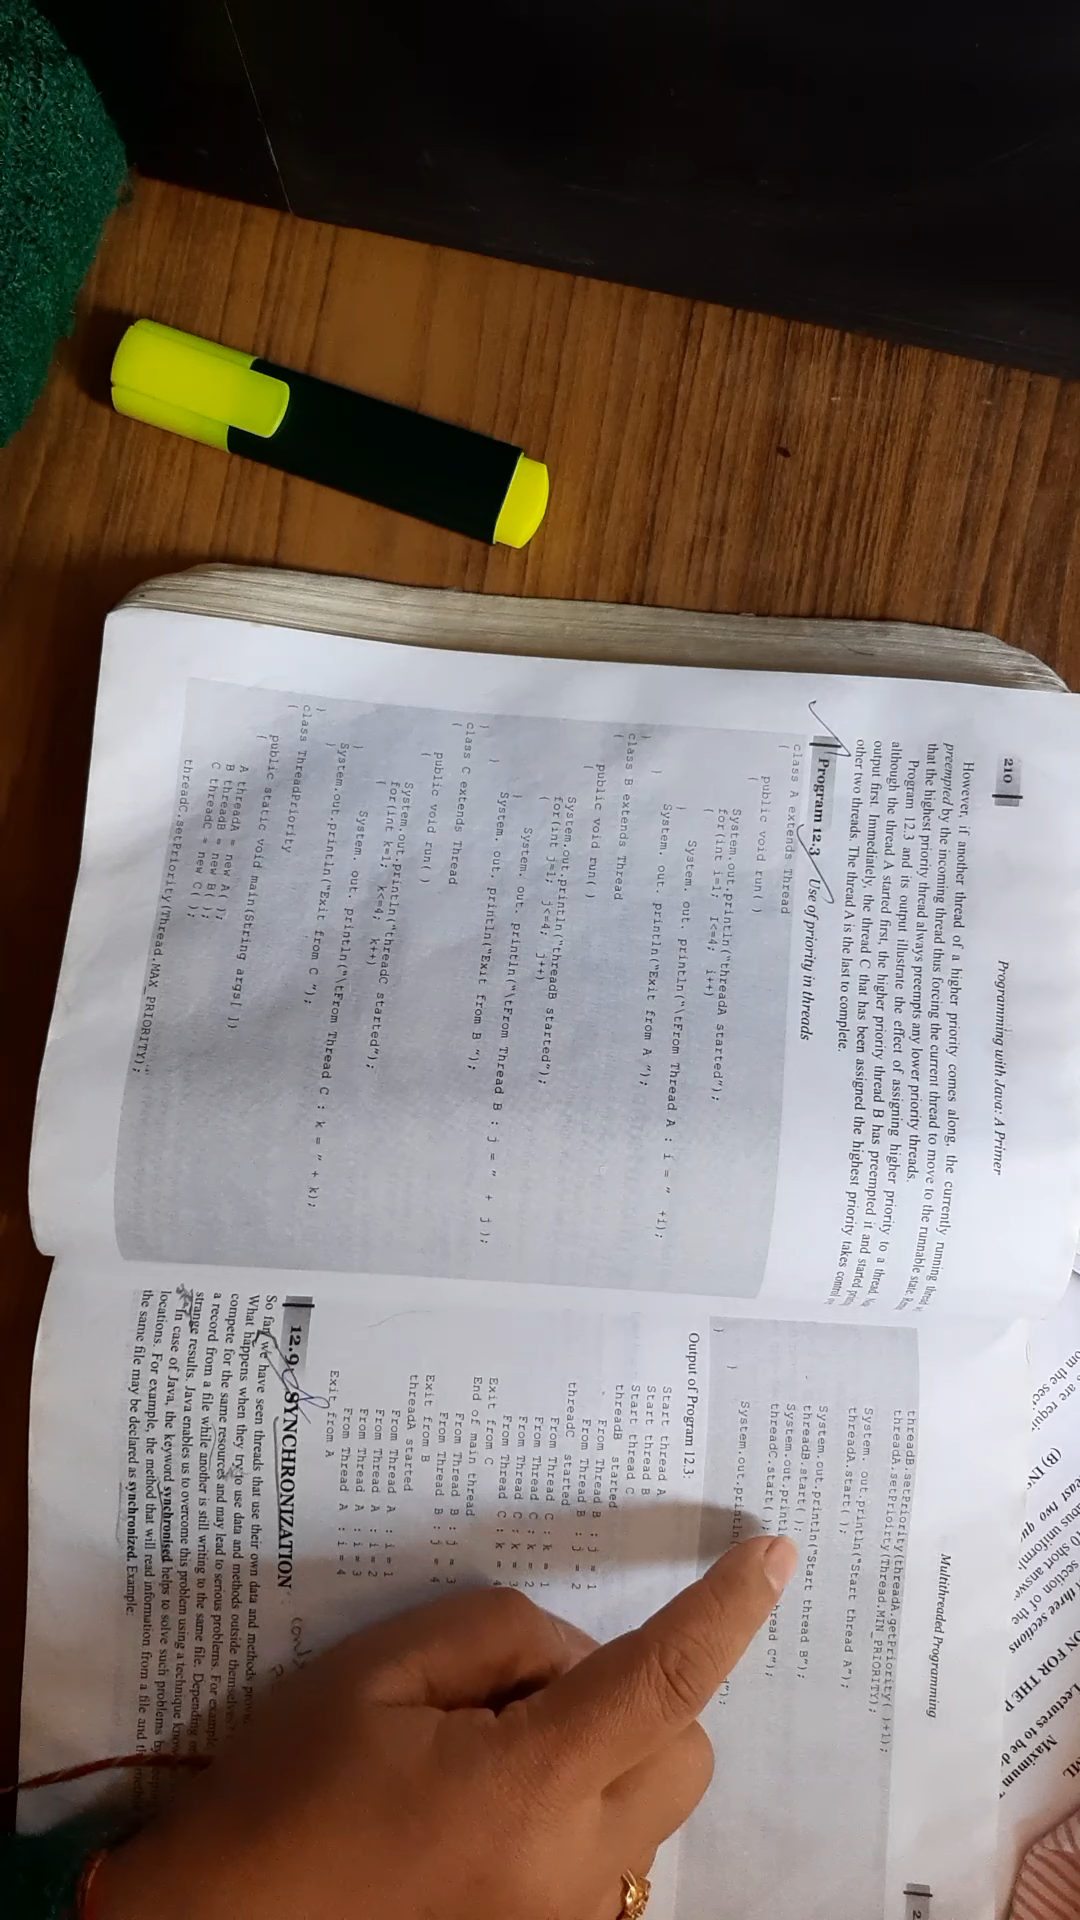 210
Programming with Java: A Primer
However, if another thread of a higher priority comes along, the currently running thread
preempted by the incoming thread thus forcing the current thread to move to the runnable state.
that the highest priority thread always preempts any lower priority threads.
Program 12.3 and its output illustrate the effect of assigning higher priority to a thread.
although the thread A started first, the higher priority thread B has preempted it and started
output first. Immediately, the thread C that has been assigned the highest priority takes control
other two threads. The thread A is the last to complete.
Program 12.3 Use of priority in threads
class A extends Thread
{
public void run( )
{
System.out.println("threadA started");
for(int i=1; I<=4; i++)
{
System. out. println("\tFrom Thread A : i = " +i);
}
System. out. println("Exit from A ");
}
}
class B extends Thread
{
public void run( )
{
System.out.println("threadB started");
for(int j=1; j<=4; j++)
{
System. out. println("\tFrom Thread B : j = " + j );
}
System. out. println("Exit from B ");
}
}
class C extends Thread
{
public void run( )
{
System.out.println("threadC started");
for(int k=1; k<=4; k++)
{
System. out. println("\tFrom Thread C : k = " + k);
}
System.out.println("Exit from C ");
}
}
class ThreadPriority
{
public static void main(String args[ ])
{
A threadA = new A( );
B threadB = new B( );
C threadC = new C( );
threadC.setPriority(Thread.MAX_PRIORITY);
Multithreaded Programming
threadB.setPriority(threadA.getPriority( )+1);
threadA.setPrioirty(Thread.MIN_PRIORITY);
System. out.println("Start thread A");
threadA.start( );
System.out.println("Start thread B");
threadB.start( );
System.out.println thread C");
threadC.start( );
System.out.println( ");
}
}
Output of Program 12.3:
Start thread A
Start thread B
Start thread C
threadB started
From Thread B : j = 1
From Thread B : j = 2
threadC started
From Thread C : k = 1
From Thread C : k = 2
From Thread C : k = 3
From Thread C : k = 4
Exit from C
End of main thread
From Thread B : j = 3
From Thread B : j = 4
Exit from B
threadA started
From Thread A : i = 1
From Thread A : i = 2
From Thread A : i = 3
From Thread A : i = 4
Exit from A
12.9 SYNCHRONIZATION
So far, we have seen threads that use their own data and methods
What happens when they try to use data and methods outside themselves?
compete for the same resources and may lead to serious problems. For example
a record from a file while another is still writing to the same file. Depending
strange results. Java enables us to overcome this problem using a technique
In case of Java, the keyword synchronised helps to solve such problems by
locations. For example, the method that will read information from a file and
the same file may be declared as synchronized. Example: